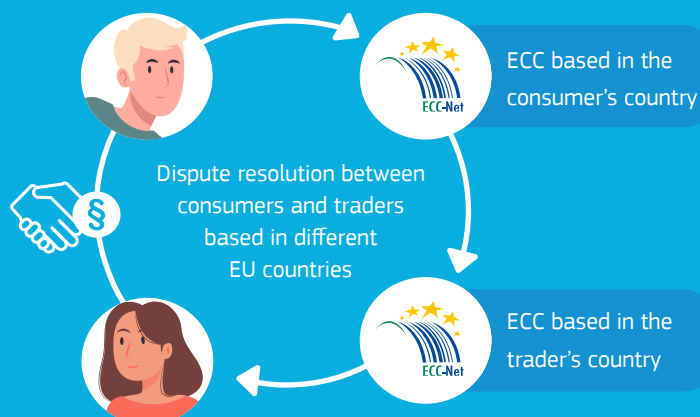 ECC-Net
ECC based in the
consumer’s country
Dispute resolution between
consumers and traders
based in different
EU countries
§
ECC-Net
ECC based in the
trader’s country